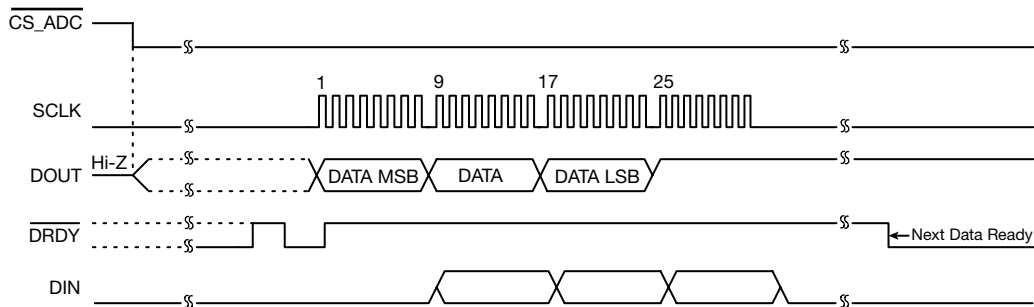 CS_ADC
1 9 17 25
SCLK
Hi-Z
DOUT DATA MSB DATA DATA LSB
DRDY Next Data Ready
DIN